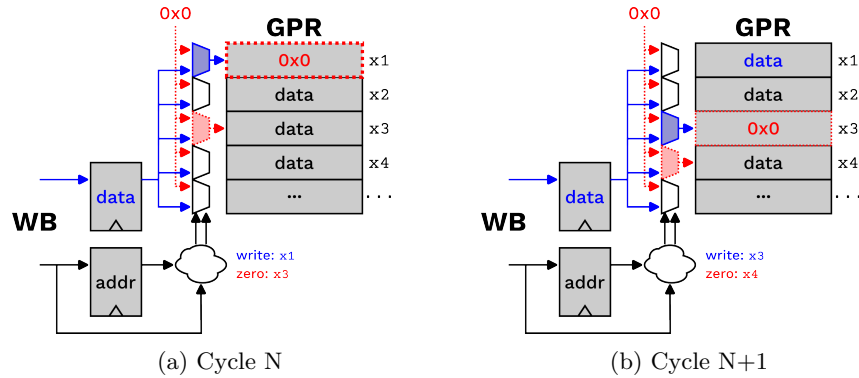 0x0
GPR
0x0 x1
data x2
data x3
data x4
... ...
data
WB
addr
write: x1
zero: x3
(a) Cycle N
0x0
GPR
data x1
data x2
0x0 x3
data x4
... ...
data
WB
addr
write: x3
zero: x4
(b) Cycle N+1